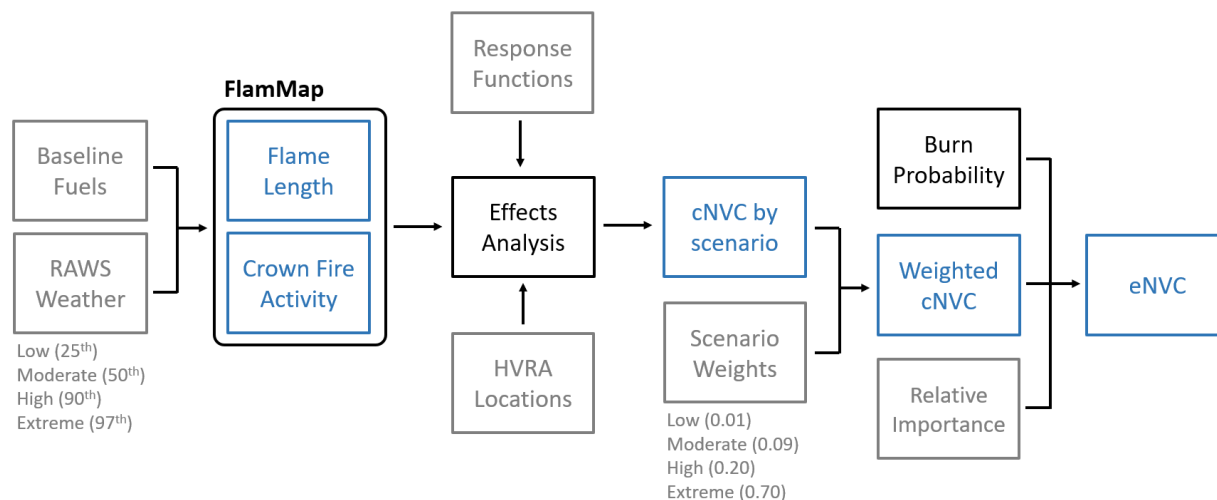 FlamMap
Baseline
Fuels
RAWS
Weather
Low (25th)
Moderate (50th)
High (90th)
Extreme (97th)
Flame
Length
Crown Fire
Activity
Response
Functions
Effects
Analysis
HVRA
Locations
cNVC by
scenario
Scenario
Weights
Low (0.01)
Moderate (0.09)
High (0.20)
Extreme (0.70)
Burn
Probability
Weighted
cNVC
Relative
Importance
eNVC